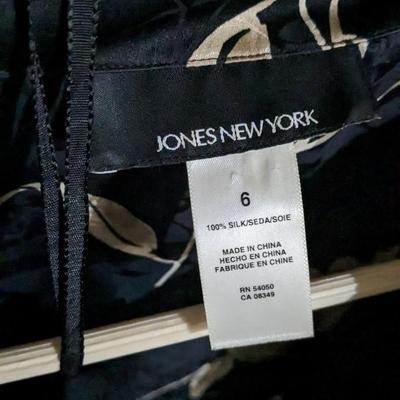 JONES NEW YORK
6
100% SILK/SEDA/SOIE
MADE IN CHINA
HECHO EN CHINA
FABRIQUE EN CHINE
RN 54050
CA 08349